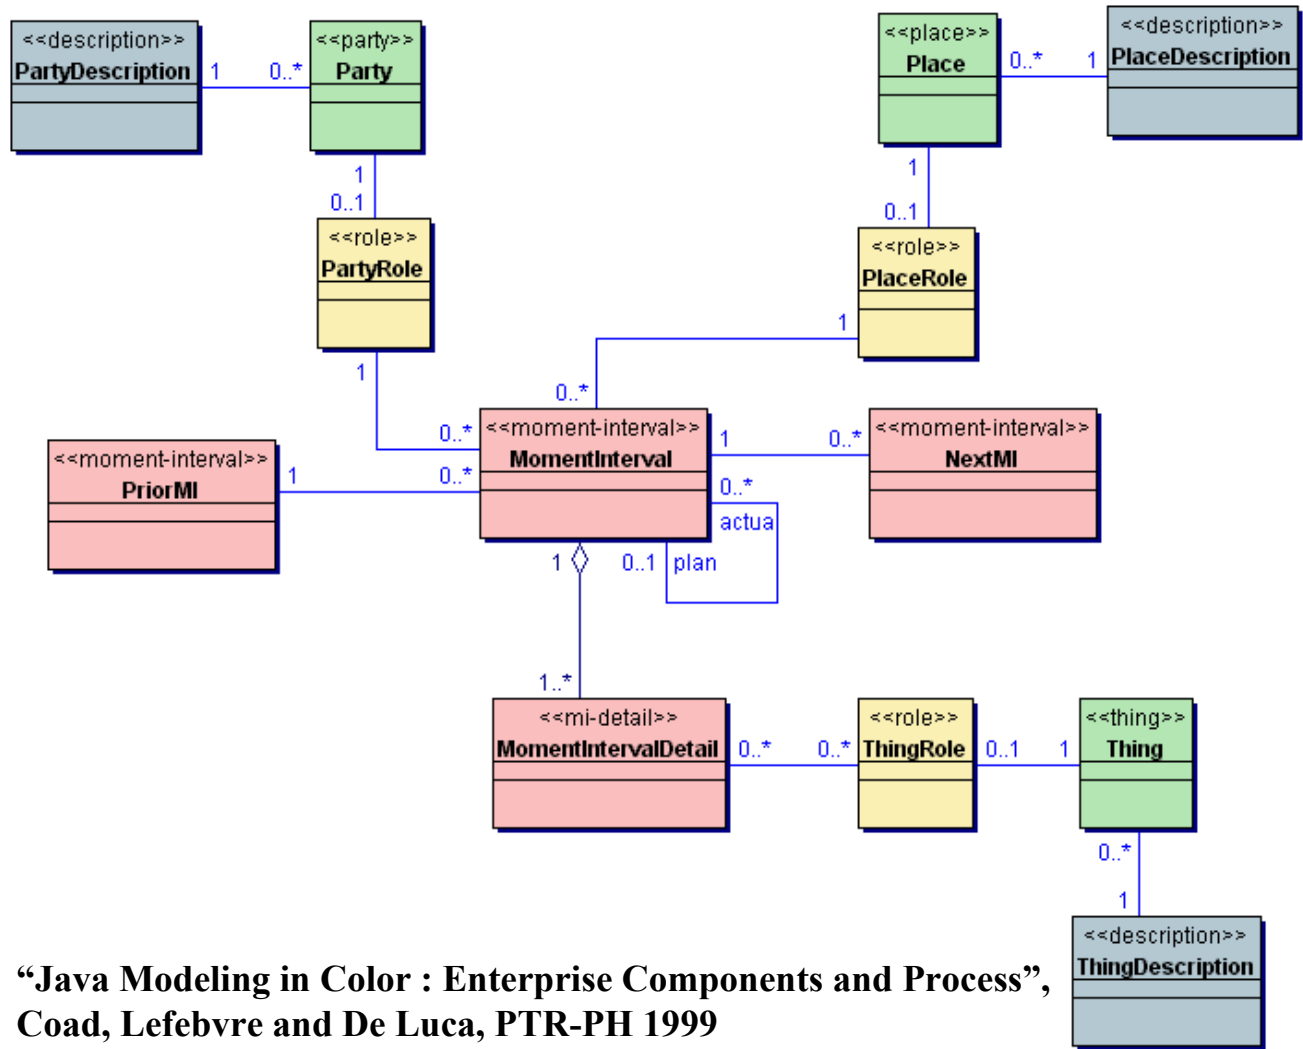 <<description>>
PartyDescription
1
0..*
<<party>>
Party
<<place>>
Place
0..*
1
<<description>>
PlaceDescription
1
0..1
1
0..1
<<role>>
PartyRole
<<role>>
PlaceRole
1
1
0..*
0..*
<<moment-interval>>
MomentInterval
1
0..*
<<moment-interval>>
NextMI
<<moment-interval>>
PriorMI
1
0..*
0..*
actua
1
0..1
plan
1..*
<<mi-detail>>
MomentIntervalDetail
0..*
0..*
<<role>>
ThingRole
0..1
1
<<thing>>
Thing
0..*
1
<<description>>
ThingDescription
“Java Modeling in Color : Enterprise Components and Process”,
Coad, Lefebvre and De Luca, PTR-PH 1999